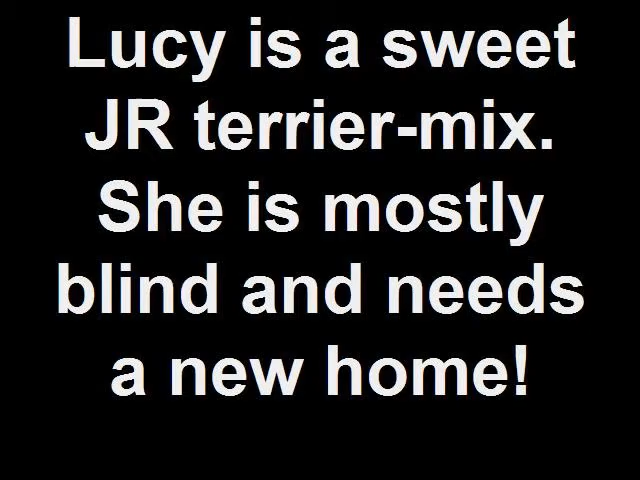 Lucy is a sweet
JR terrier-mix.
She is mostly
blind and needs
a new home!